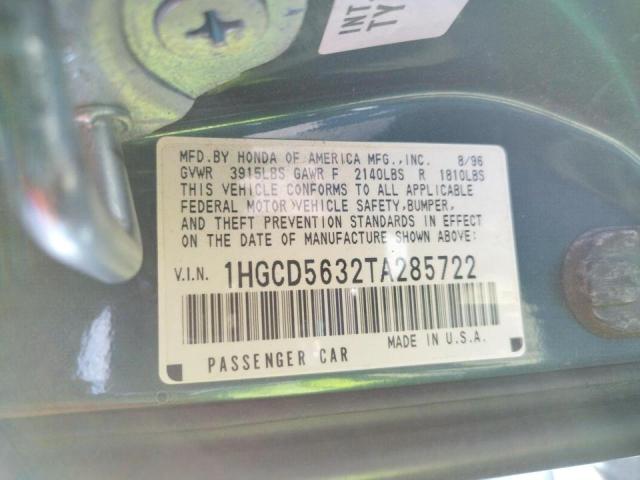 INT.
TY
MFD.BY HONDA OF AMERICA MFG.,INC. 8/96
GVWR 3915LBS GAWR F 2140LBS R 1810LBS
THIS VEHICLE CONFORMS TO ALL APPLICABLE
FEDERAL MOTOR VEHICLE SAFETY,BUMPER,
AND THEFT PREVENTION STANDARDS IN EFFECT
ON THE DATE OF MANUFACTURE SHOWN ABOVE:
V.I.N. 1HGCD5632TA285722
PASSENGER CAR MADE IN U.S.A.